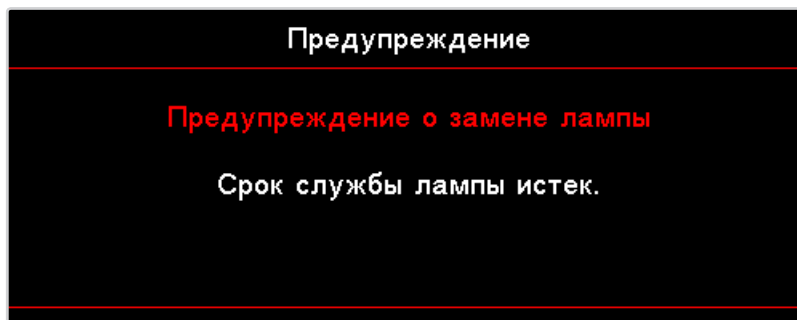 Предупреждение
Предупреждение о замене лампы
Срок службы лампы истек.